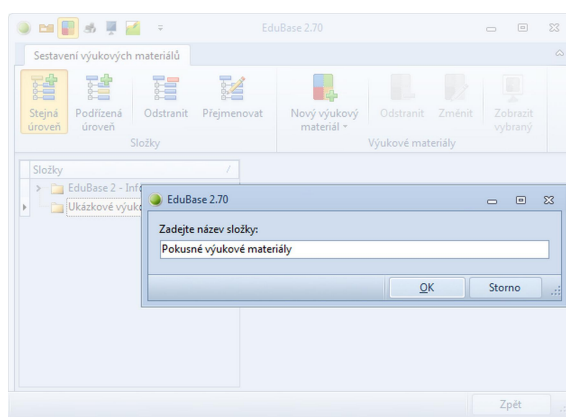 EduBase 2.70
Sestavení výukových materiálů
Stejná úroveň
Podřízená úroveň
Odstranit
Přejmenovat
Nový výukový materiál
Odstranit
Změnit
Zobrazit vybraný
Složky
Výukové materiály
Složky
EduBase 2 - Inf
Ukázkové výuk
EduBase 2.70
Zadejte název složky:
Pokusné výukové materiály
OK
Storno
Zpět